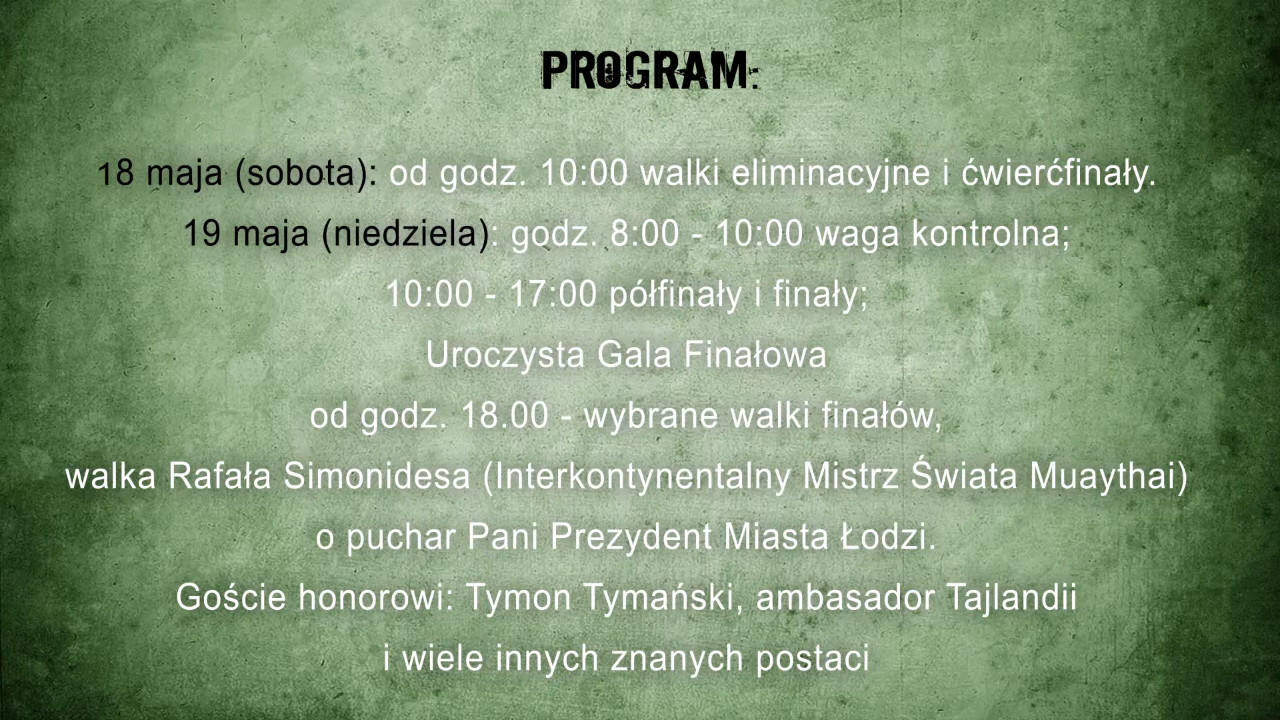 PROGRAM:
18 maja (sobota): od godz. 10:00 walki eliminacyjne i ćwierćfinały.
19 maja (niedziela): godz. 8:00 - 10:00 waga kontrolna;
10:00 - 17:00 półfinały i finały;
Uroczysta Gala Finałowa
od godz. 18.00 - wybrane walki finałów,
walka Rafała Simonidesa (Interkontynentalny Mistrz Świata Muaythai)
o puchar Pani Prezydent Miasta Łodzi.
Goście honorowi: Tymon Tymański, ambasador Tajlandii
i wiele innych znanych postaci